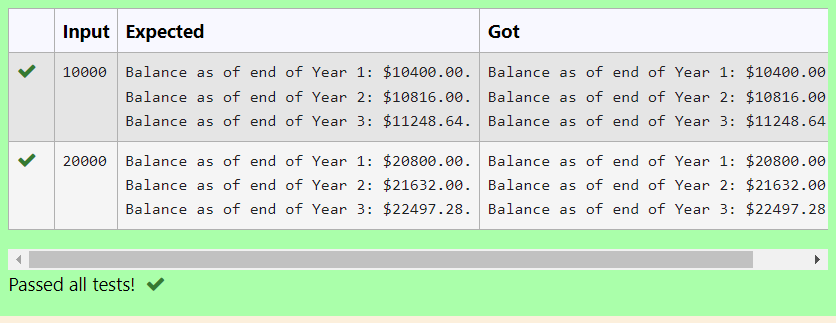 Input Expected Got
10000 Balance as of end of Year 1: $10400.00. Balance as of end of Year 1: $10400.00
Balance as of end of Year 2: $10816.00. Balance as of end of Year 2: $10816.00
Balance as of end of Year 3: $11248.64. Balance as of end of Year 3: $11248.64
20000 Balance as of end of Year 1: $20800.00. Balance as of end of Year 1: $20800.00
Balance as of end of Year 2: $21632.00. Balance as of end of Year 2: $21632.00
Balance as of end of Year 3: $22497.28. Balance as of end of Year 3: $22497.28
Passed all tests!